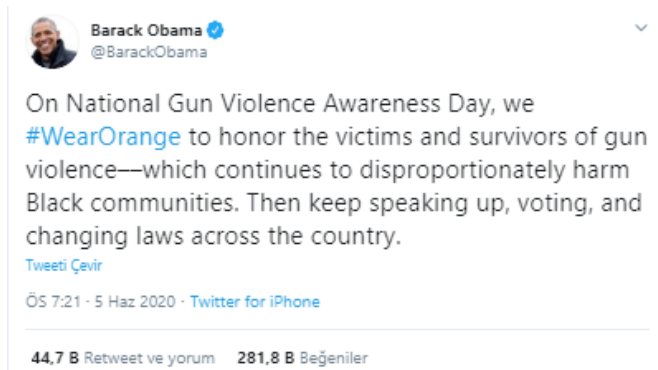 Barack Obama
@BarackObama
On National Gun Violence Awareness Day, we
#WearOrange to honor the victims and survivors of gun
violence––which continues to disproportionately harm
Black communities. Then keep speaking up, voting, and
changing laws across the country.
Tweeti Çevir
ÖS 7:21 · 5 Haz 2020 · Twitter for iPhone
44,7 B Retweet ve yorum 281,8 B Beğeniler